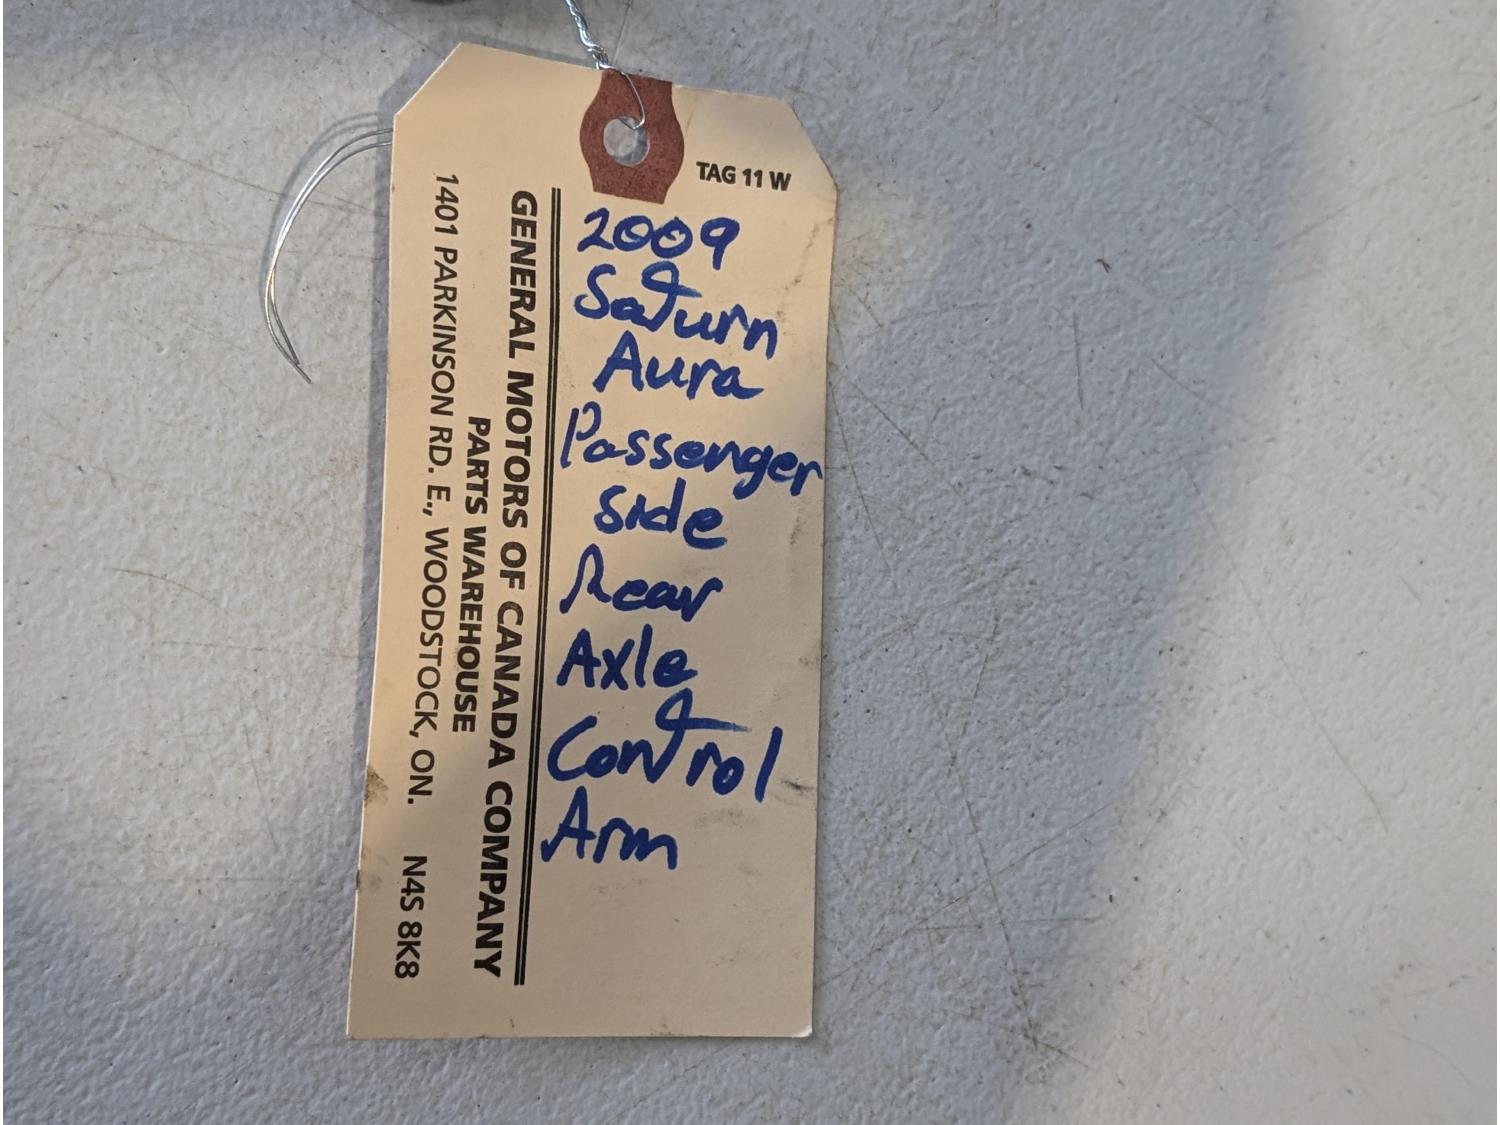 TAG 11 W
2009
Saturn
Aura
Passenger
side
Rear
Axle
Control
Arm
GENERAL MOTORS OF CANADA COMPANY
PARTS WAREHOUSE
1401 PARKINSON RD. E., WOODSTOCK, ON. N4S 8K8